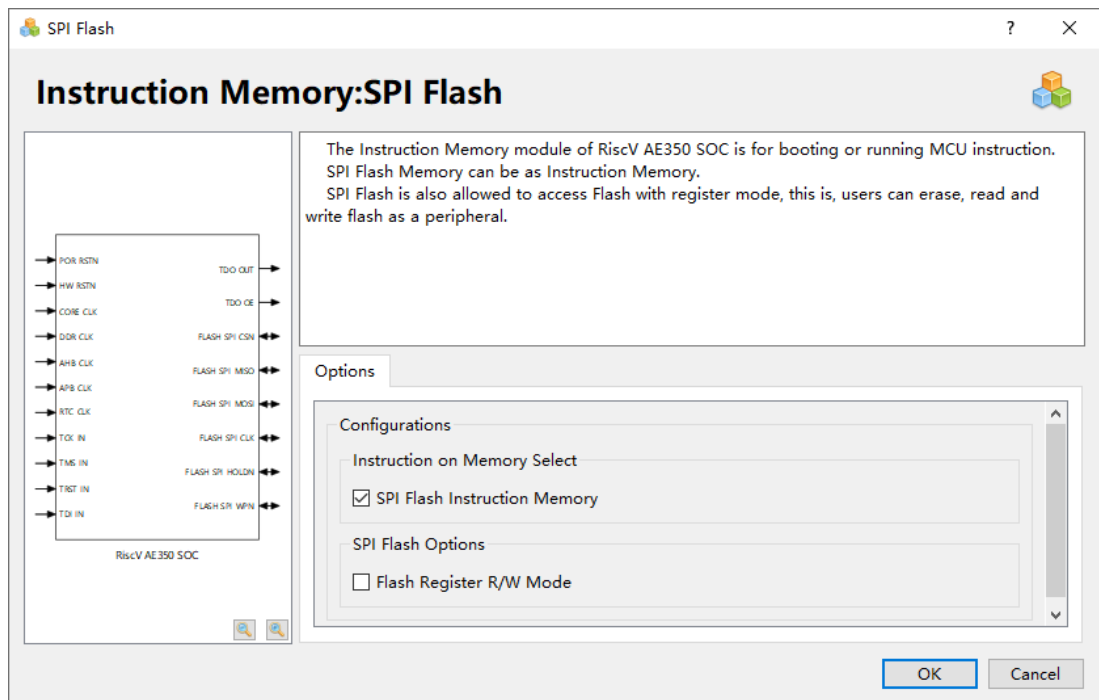 SPI Flash
?
Instruction Memory:SPI Flash
POR RSTN
HW RSTN
CORE CLK
DDR CLK
AHB CLK
APB CLK
RTC CLK
TCK IN
TMS IN
TRST IN
TDI IN
TDO OUT
TDO OE
FLASH SPI CSN
FLASH SPI MISO
FLASH SPI MOSI
FLASH SPI CLK
FLASH SPI HOLDN
FLASH SPI WPN
RiscV AE350 SOC
The Instruction Memory module of RiscV AE350 SOC is for booting or running MCU instruction.
SPI Flash Memory can be as Instruction Memory.
SPI Flash is also allowed to access Flash with register mode, this is, users can erase, read and
write flash as a peripheral.
Options
Configurations
Instruction on Memory Select
SPI Flash Instruction Memory
SPI Flash Options
Flash Register R/W Mode
OK
Cancel